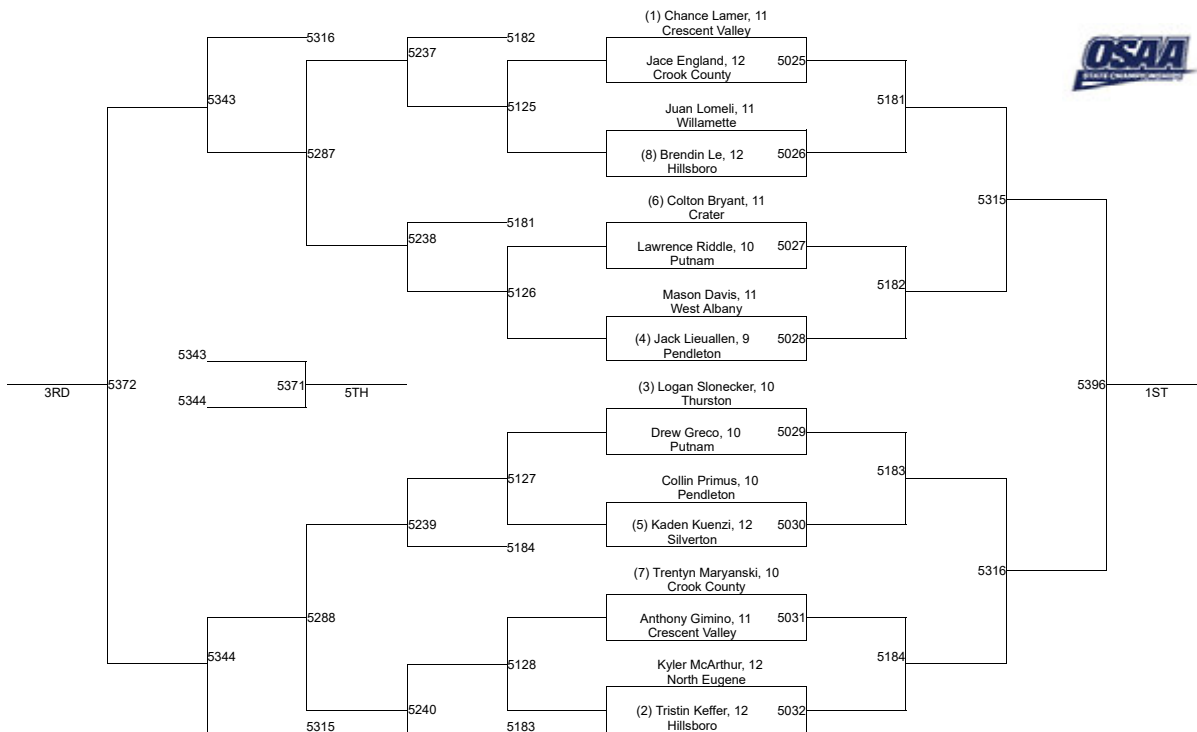 (1) Chance Lamer, 11
Crescent Valley
OSAA
STATE CHAMPIONSHIPS
5316
5237
5182
Jace England, 12
Crook County
5025
5343
5125
5181
Juan Lomeli, 11
Willamette
5287
(8) Brendin Le, 12
Hillsboro
5026
(6) Colton Bryant, 11
Crater
5315
5238
5181
Lawrence Riddle, 10
Putnam
5027
5126
5182
Mason Davis, 11
West Albany
(4) Jack Lieuallen, 9
Pendleton
5028
5343
5372
3RD
5371
5TH
5344
5396
1ST
(3) Logan Slonecker, 10
Thurston
Drew Greco, 10
Putnam
5029
5127
5183
Collin Primus, 10
Pendleton
5239
(5) Kaden Kuenzi, 12
Silverton
5030
5184
5316
(7) Trentyn Maryanski, 10
Crook County
5288
Anthony Gimino, 11
Crescent Valley
5031
5344
5128
5184
Kyler McArthur, 12
North Eugene
5240
(2) Tristin Keffer, 12
Hillsboro
5032
5315
5183